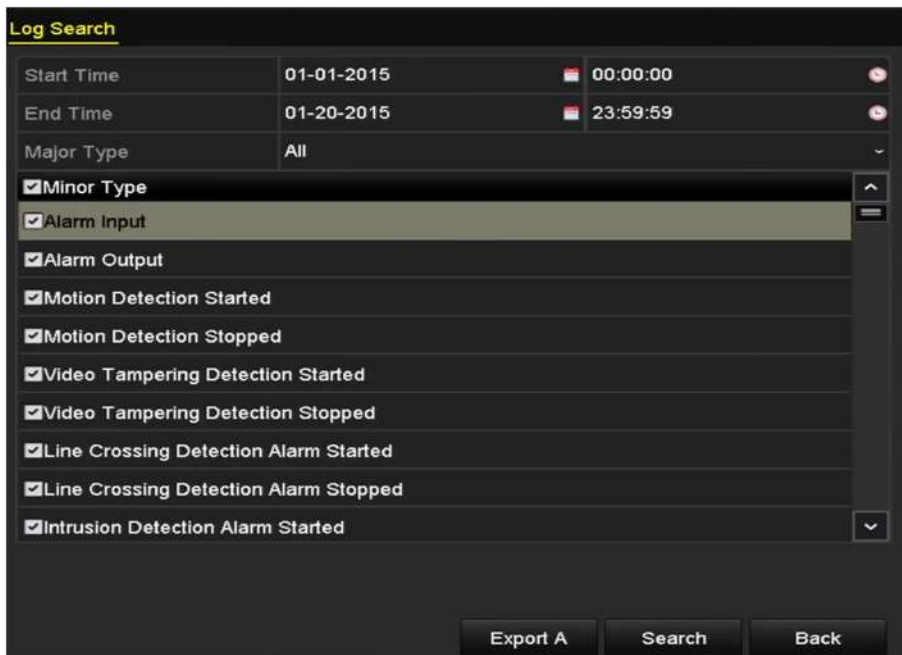 Log Search
Start Time 01-01-2015 00:00:00
End Time 01-20-2015 23:59:59
Major Type All
Minor Type
Alarm Input
Alarm Output
Motion Detection Started
Motion Detection Stopped
Video Tampering Detection Started
Video Tampering Detection Stopped
Line Crossing Detection Alarm Started
Line Crossing Detection Alarm Stopped
Intrusion Detection Alarm Started
Export A Search Back